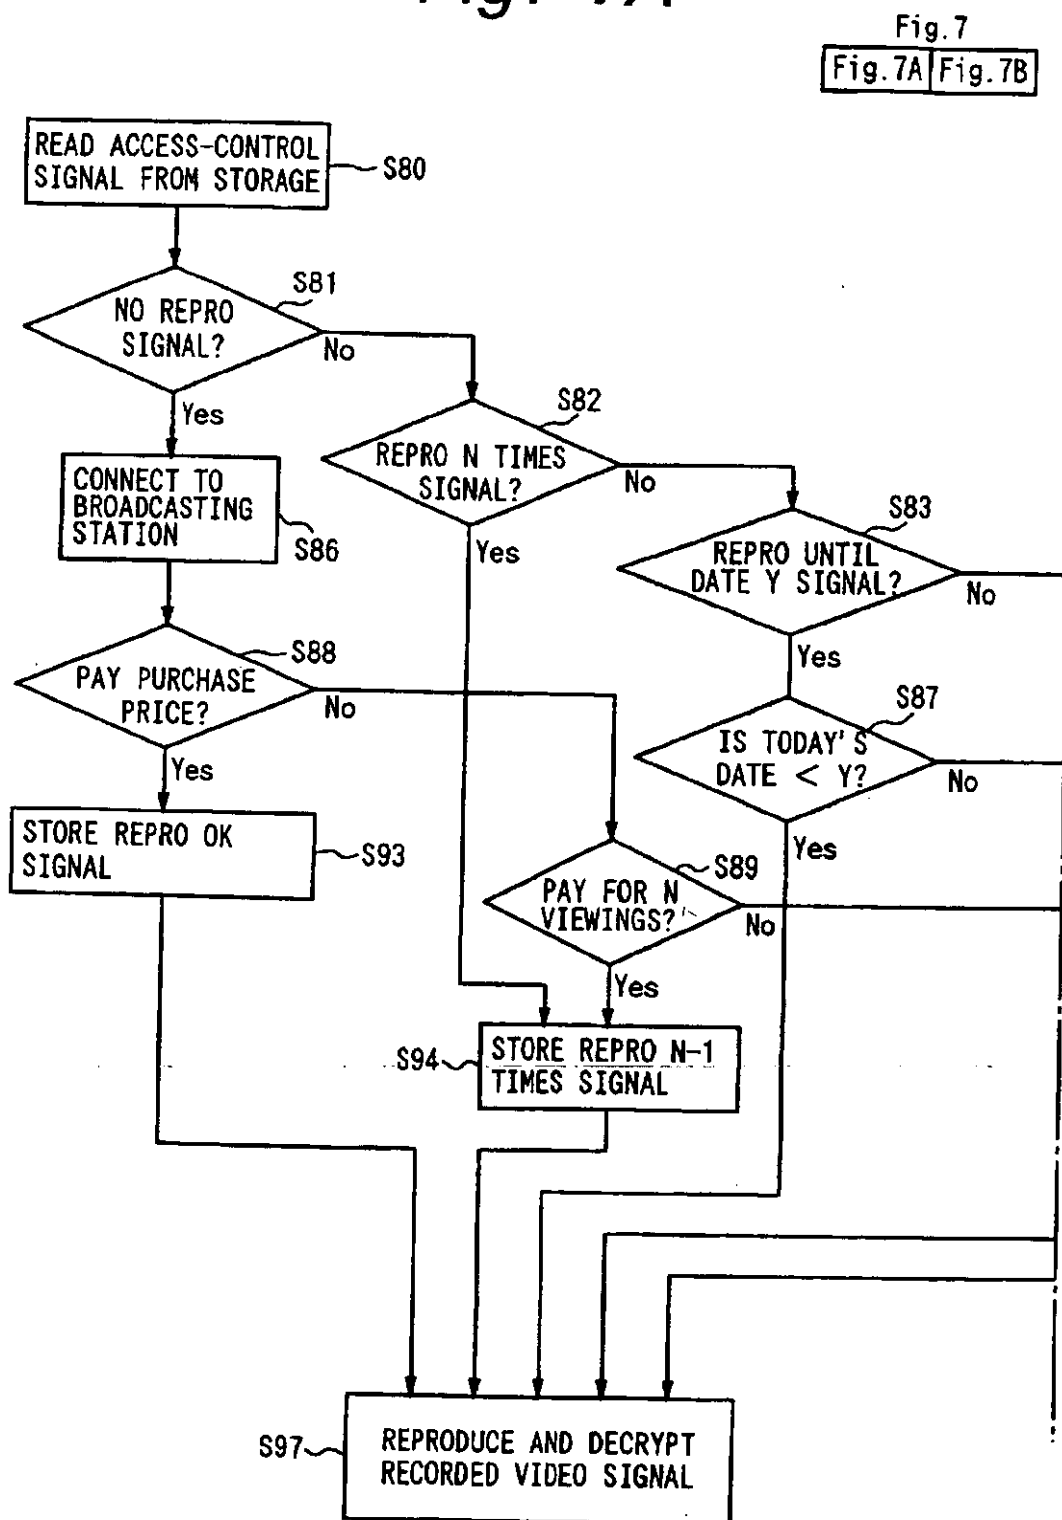 Fig. 7A
Fig.7
Fig.7A Fig.7B
READ ACCESS-CONTROL
SIGNAL FROM STORAGE
S80
NO REPRO
SIGNAL?
S81
No
Yes
REPRO N TIMES
SIGNAL?
S82
No
Yes
CONNECT TO
BROADCASTING
STATION
S86
REPRO UNTIL
DATE Y SIGNAL?
S83
No
Yes
PAY PURCHASE
PRICE?
S88
No
Yes
IS TODAY'S
DATE < Y?
S87
No
Yes
STORE REPRO OK
SIGNAL
S93
PAY FOR N
VIEWINGS?
S89
No
Yes
S94
STORE REPRO N-1
TIMES SIGNAL
S97
REPRODUCE AND DECRYPT
RECORDED VIDEO SIGNAL